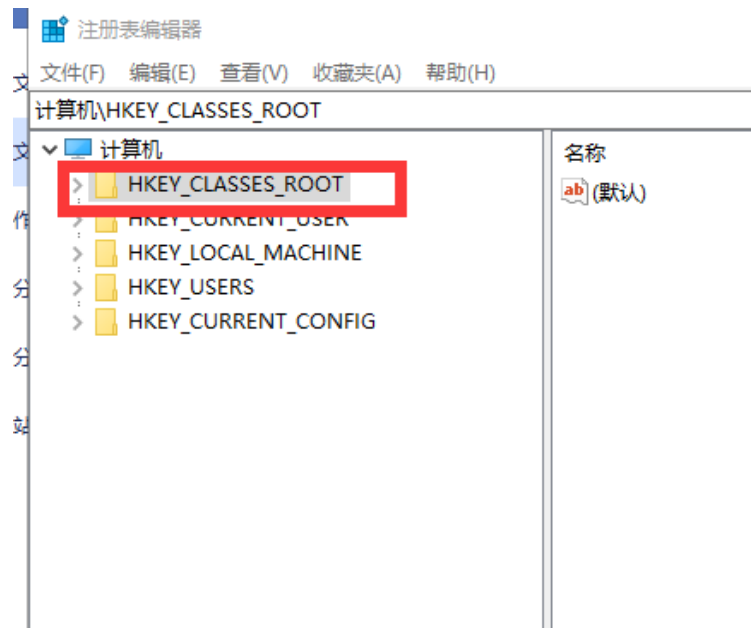 注册表编辑器
文件(F) 编辑(E) 查看(V) 收藏夹(A) 帮助(H)
计算机\HKEY_CLASSES_ROOT
计算机
名称
HKEY_CLASSES_ROOT
ab (默认)
HKEY_CURRENT_USER
HKEY_LOCAL_MACHINE
HKEY_USERS
HKEY_CURRENT_CONFIG